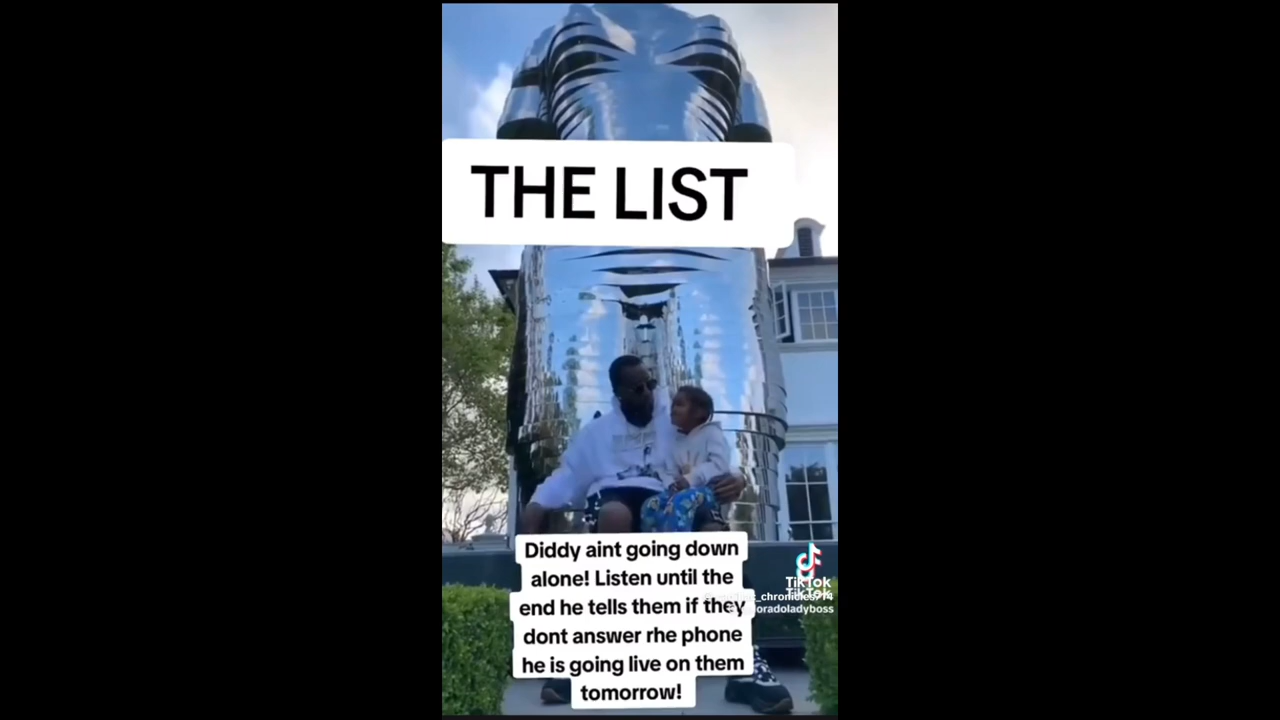 THE LIST
Diddy aint going down
alone! Listen until the
end he tells them if they
dont answer rhe phone
he is going live on them
tomorrow!
TikTok
TikTok